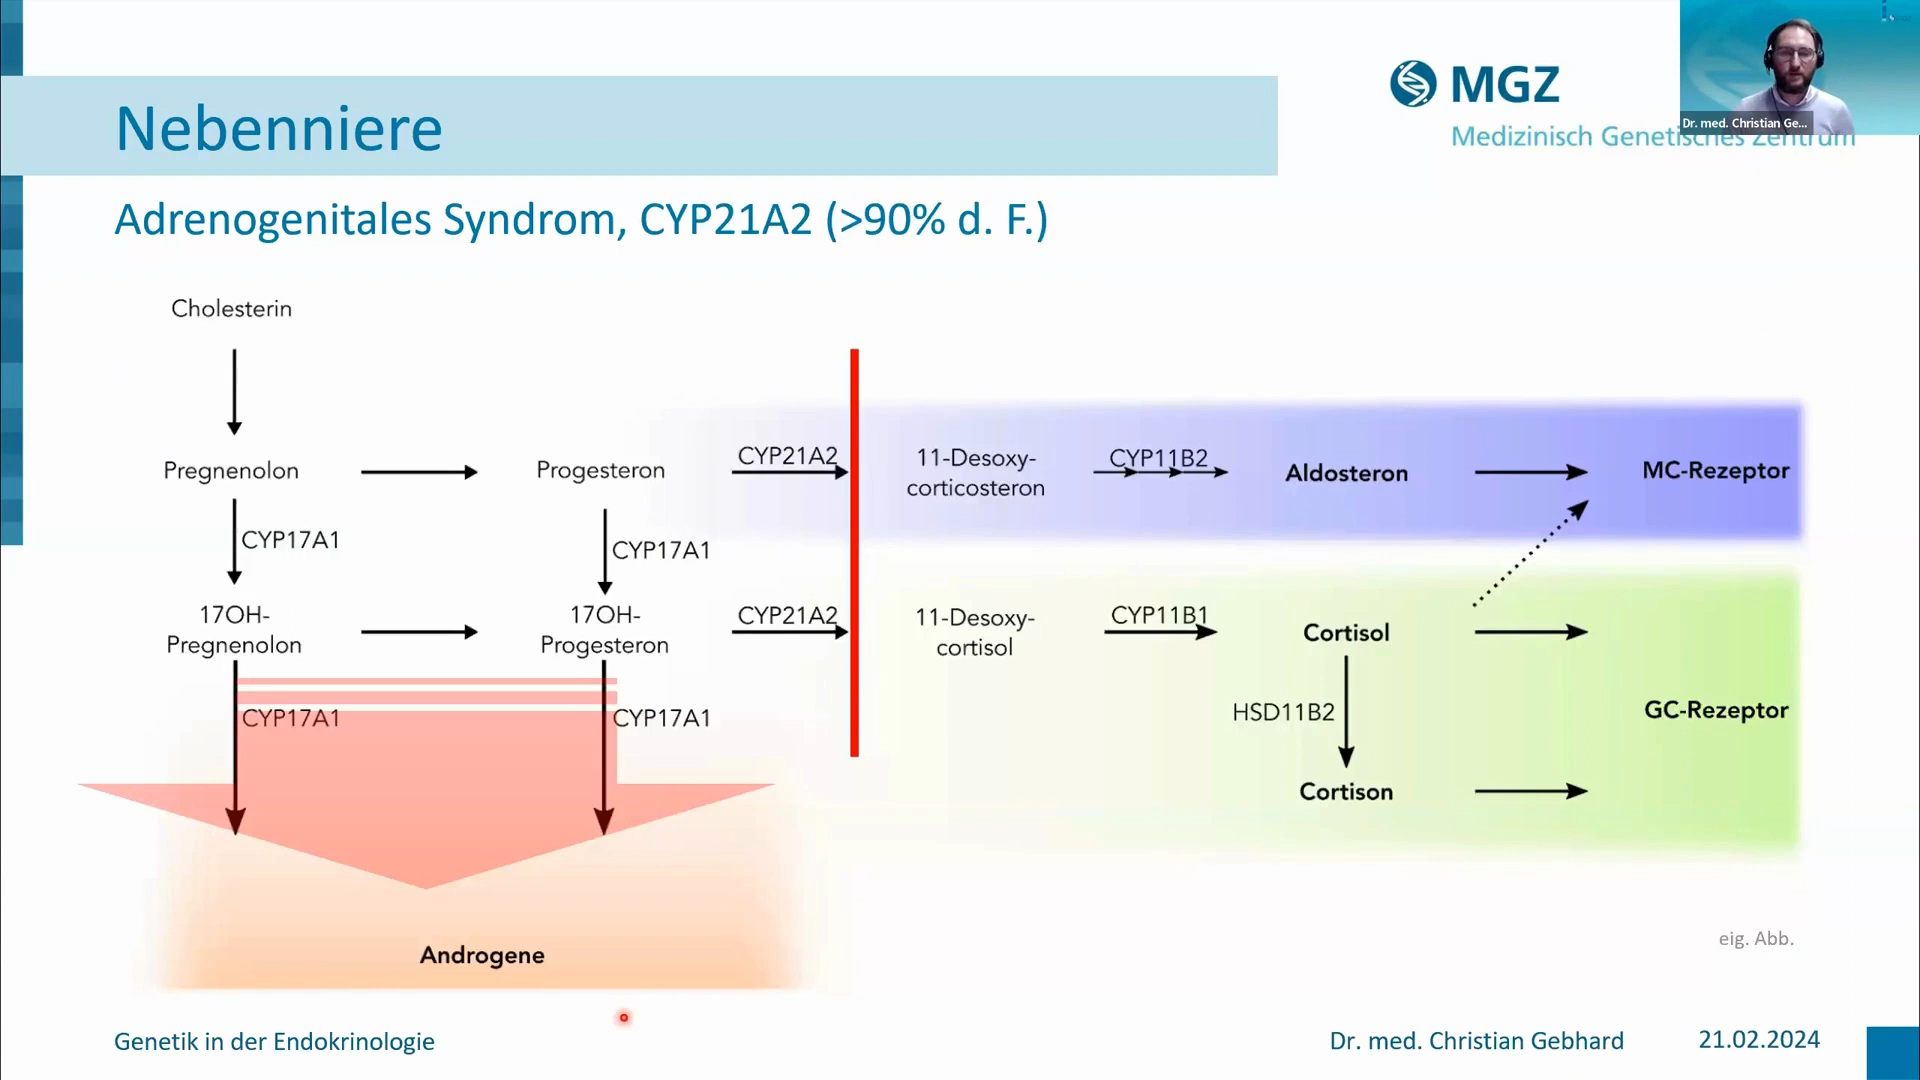 Nebenniere
MGZ
Medizinisch Genetisches Zentrum
Dr. med. Christian Ge...
Adrenogenitales Syndrom, CYP21A2 (>90% d. F.)
Cholesterin
Pregnenolon
Progesteron
CYP21A2
11-Desoxy-
corticosteron
CYP11B2
Aldosteron
MC-Rezeptor
CYP17A1
CYP17A1
17OH-
Pregnenolon
17OH-
Progesteron
CYP21A2
11-Desoxy-
cortisol
CYP11B1
Cortisol
CYP17A1
CYP17A1
HSD11B2
GC-Rezeptor
Cortison
Androgene
eig. Abb.
Genetik in der Endokrinologie
Dr. med. Christian Gebhard
21.02.2024